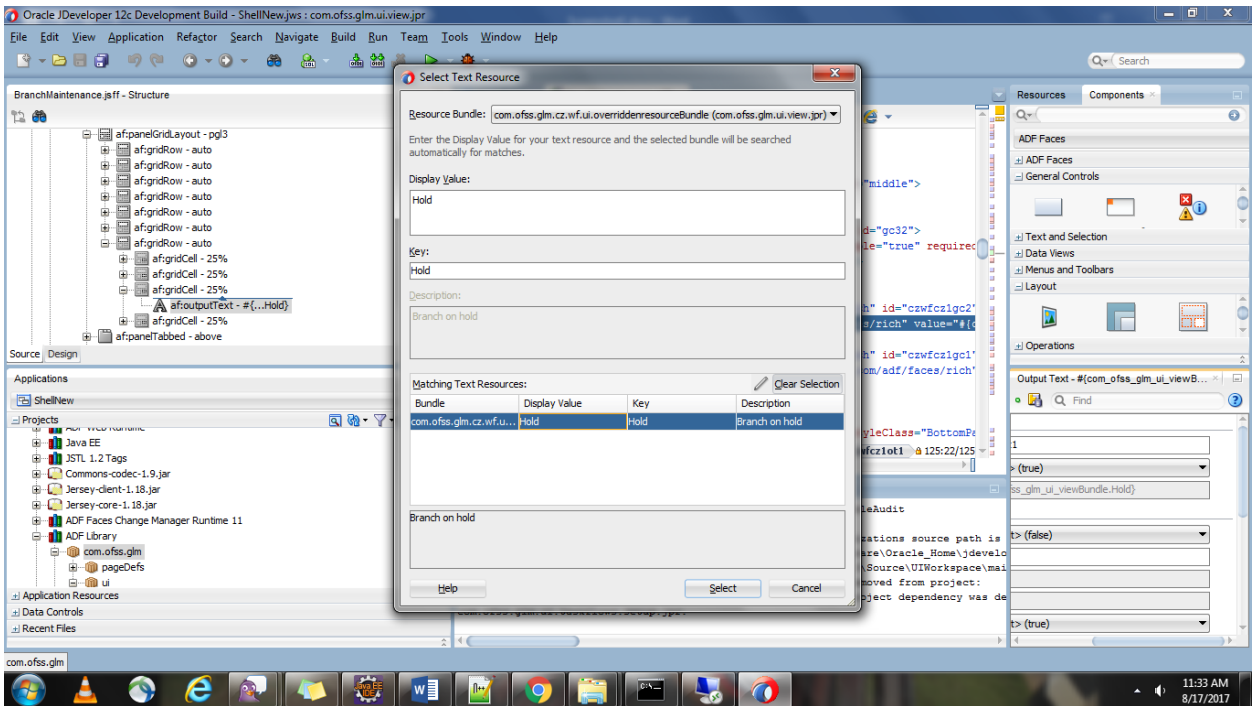 Oracle JDeveloper 12c Development Build - ShellNew.jws : com.ofss.glm.ui.view.jpr
File Edit View Application Refactor Search Navigate Build Run Team Tools Window Help
Search
BranchMaintenance.jsff - Structure
af:panelGridLayout - pgl3
af:gridRow - auto
af:gridRow - auto
af:gridRow - auto
af:gridRow - auto
af:gridRow - auto
af:gridRow - auto
af:gridRow - auto
af:gridCell - 25%
af:gridCell - 25%
af:gridCell - 25%
af:outputText - #{...Hold}
af:gridCell - 25%
af:panelTabbed - above
Source Design
Applications
ShellNew
Projects
ADF Web Runtime
Java EE
JSTL 1.2 Tags
Commons-codec-1.9.jar
Jersey-client-1.18.jar
Jersey-core-1.18.jar
ADF Faces Change Manager Runtime 11
ADF Library
com.ofss.glm
pageDefs
ui
Application Resources
Data Controls
Recent Files
com.ofss.glm
Select Text Resource
Resource Bundle: com.ofss.glm.cz.wf.ui.overriddenresourceBundle (com.ofss.glm.ui.view.jpr)
Enter the Display Value for your text resource and the selected bundle will be searched
automatically for matches.
Display Value:
Hold
Key:
Hold
Description:
Branch on hold
Matching Text Resources: Clear Selection
Bundle Display Value Key Description
com.ofss.glm.cz.wf.u... Hold Hold Branch on hold
Branch on hold
Help Select Cancel
"middle">
d="gc32">
le="true" required
h" id="czwfcz1gc2"
s/rich" value="#{c
h" id="czwfcz1gc1"
om/adf/faces/rich"
yleClass="BottomPa
wfcz1ot1 125:22/125
leAudit
zations source path is
are\Oracle_Home\jdevelo
\Source\UIWorkspace\mai
moved from project:
oject dependency was de
Resources Components
ADF Faces
ADF Faces
General Controls
Text and Selection
Data Views
Menus and Toolbars
Layout
Operations
Output Text - #{com_ofss_glm_ui_viewB...
Find
> (true)
ss_glm_ui_viewBundle.Hold}
t> (false)
t> (true)
Java EE
IDE
W
C:\_
11:33 AM
8/17/2017